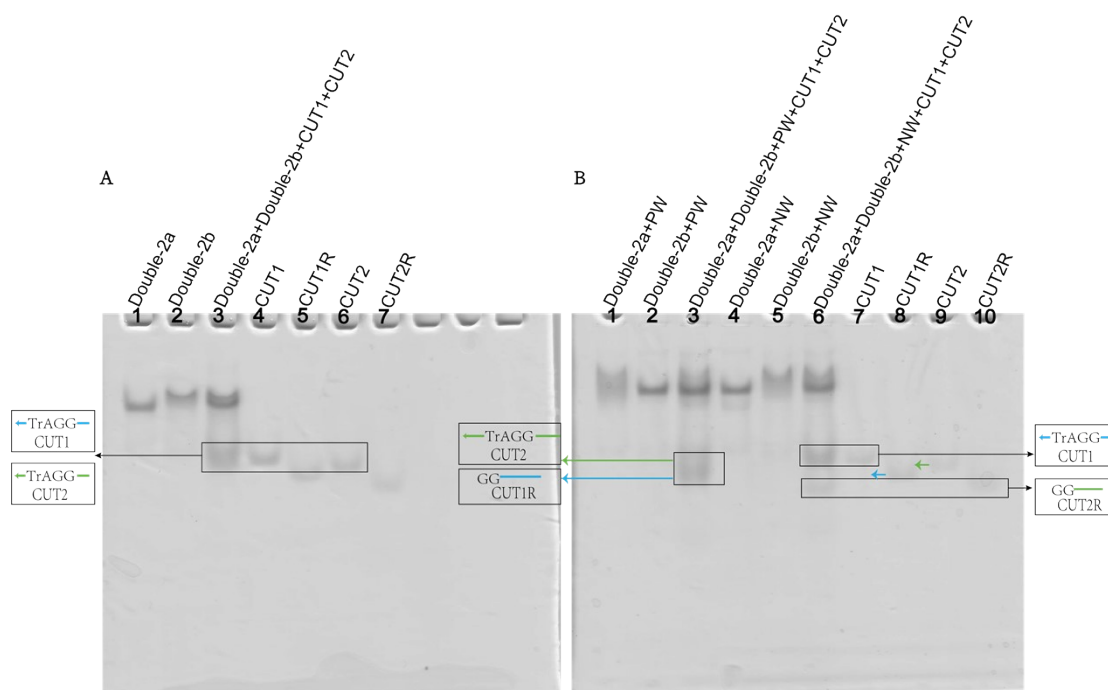 A
Double-2a
Double-2b
Double-2a+Double-2b+CUT1+CUT2
CUT1
CUT1R
CUT2
CUT2R
1 2 3 4 5 6 7
TrAGG
CUT1
TrAGG
CUT2
B
Double-2a+PW
Double-2b+PW
Double-2a+Double-2b+PW+CUT1+CUT2
Double-2a+NW
Double-2b+NW
Double-2a+Double-2b+NW+CUT1+CUT2
CUT1
CUT1R
CUT2
CUT2R
1 2 3 4 5 6 7 8 9 10
TrAGG
CUT2
GG
CUT1R
TrAGG
CUT1
GG
CUT2R